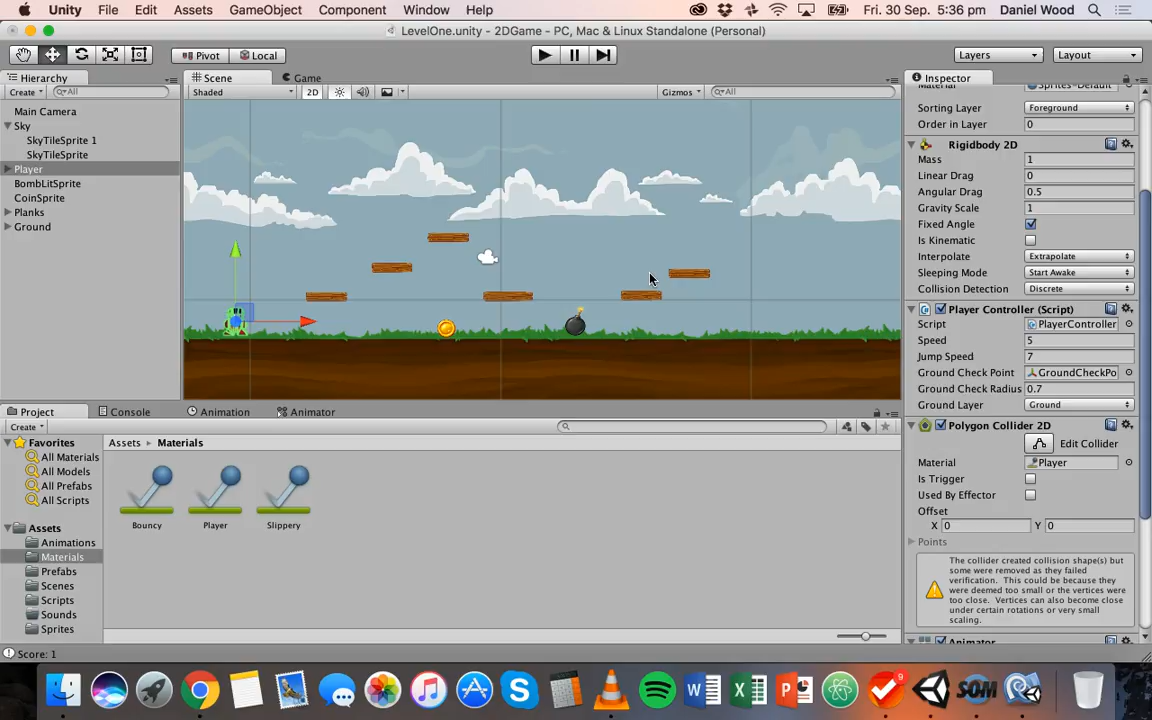 Unity File Edit Assets GameObject Component Window Help Fri. 30 Sep. 5:36 pm Daniel Wood
LevelOne.unity - 2DGame - PC, Mac & Linux Standalone (Personal)
Pivot Local Layers Layout
Hierarchy
Create All
Main Camera
Sky
SkyTileSprite 1
SkyTileSprite
Player
BombLitSprite
CoinSprite
Planks
Ground
Scene Game
Shaded 2D Gizmos All
Inspector
Material Sprites-Default
Sorting Layer Foreground
Order in Layer 0
Rigidbody 2D
Mass 1
Linear Drag 0
Angular Drag 0.5
Gravity Scale 1
Fixed Angle
Is Kinematic
Interpolate Extrapolate
Sleeping Mode Start Awake
Collision Detection Discrete
Player Controller (Script)
Script PlayerController
Speed 5
Jump Speed 7
Ground Check Point GroundCheckPo
Ground Check Radius 0.7
Ground Layer Ground
Polygon Collider 2D
Edit Collider
Material Player
Is Trigger
Used By Effector
Offset
X 0 Y 0
Points
The collider created collision shape(s) but
some were removed as they failed
verification. This could be because they
were deemed too small or the vertices were
too close. Vertices can also become close
under certain rotations or very small
scaling.
Animator
Project Console Animation Animator
Create
Favorites
All Materials
All Models
All Prefabs
All Scripts
Assets
Animations
Materials
Prefabs
Scenes
Scripts
Sounds
Sprites
Assets Materials
Bouncy Player Slippery
Score: 1
9
SOM